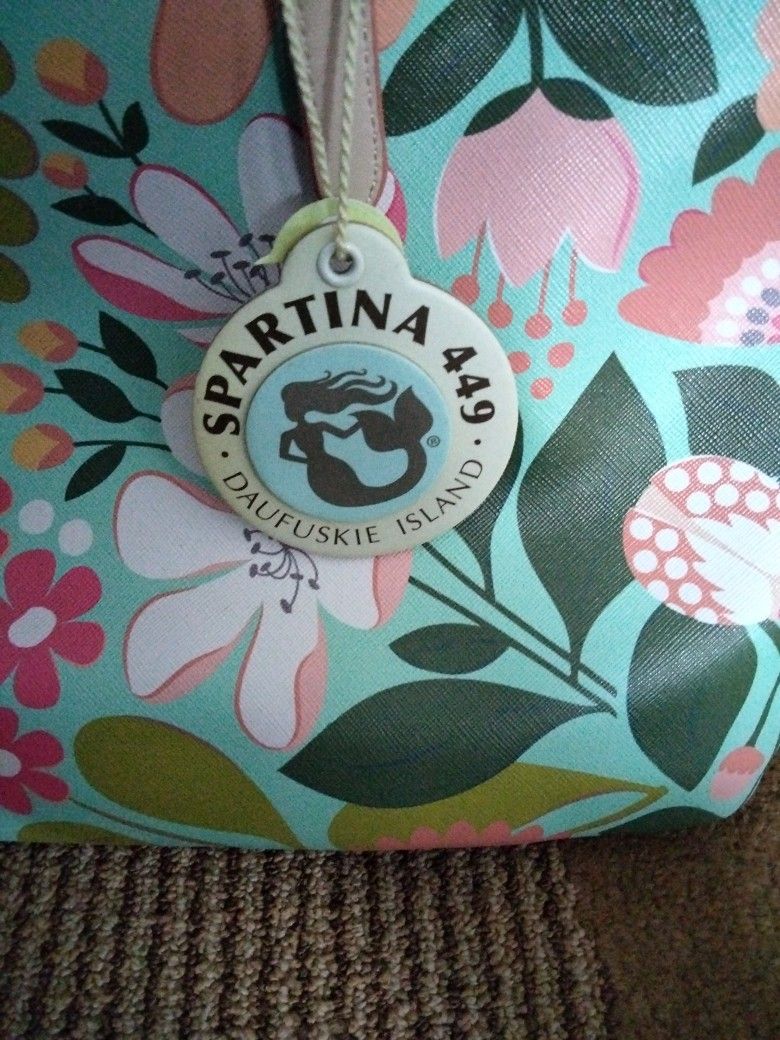 SPARTINA 449
®
· DAUFUSKIE ISLAND ·